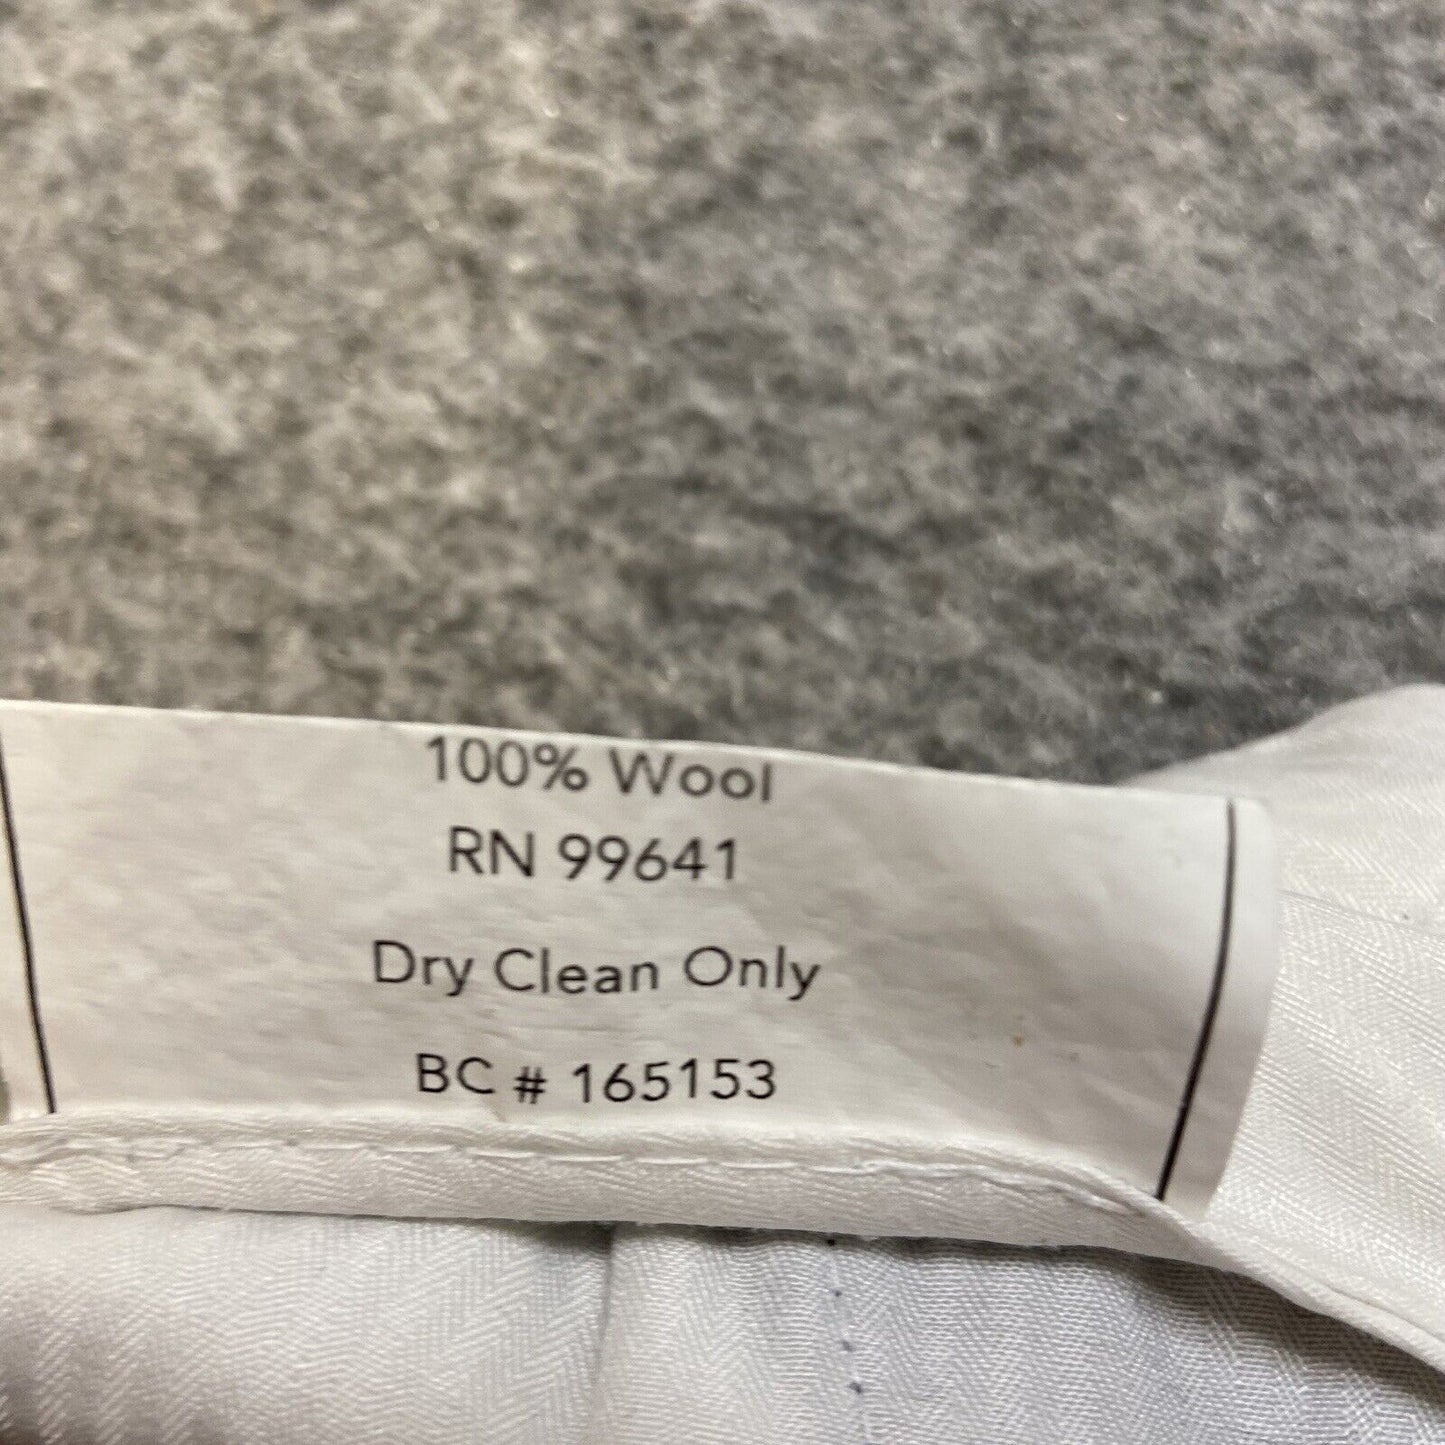 100% Wool
RN 99641
Dry Clean Only
BC # 165153